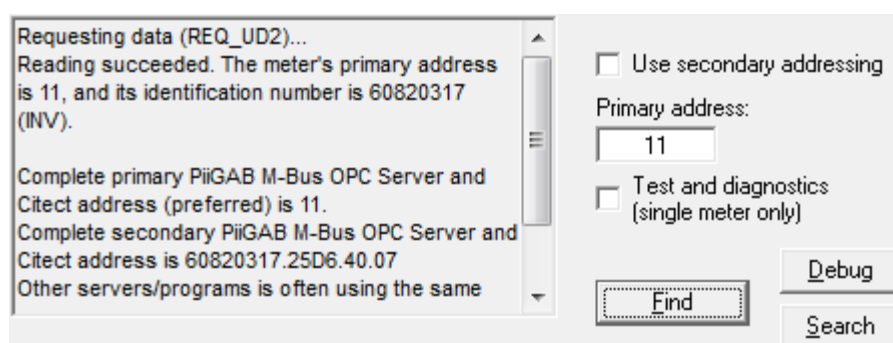 Requesting data (REQ_UD2)...
Reading succeeded. The meter's primary address
is 11, and its identification number is 60820317
(INV).
Complete primary PiiGAB M-Bus OPC Server and
Citect address (preferred) is 11.
Complete secondary PiiGAB M-Bus OPC Server and
Citect address is 60820317.25D6.40.07
Other servers/programs is often using the same
Use secondary addressing
Primary address:
11
Test and diagnostics
(single meter only)
Debug
Find
Search